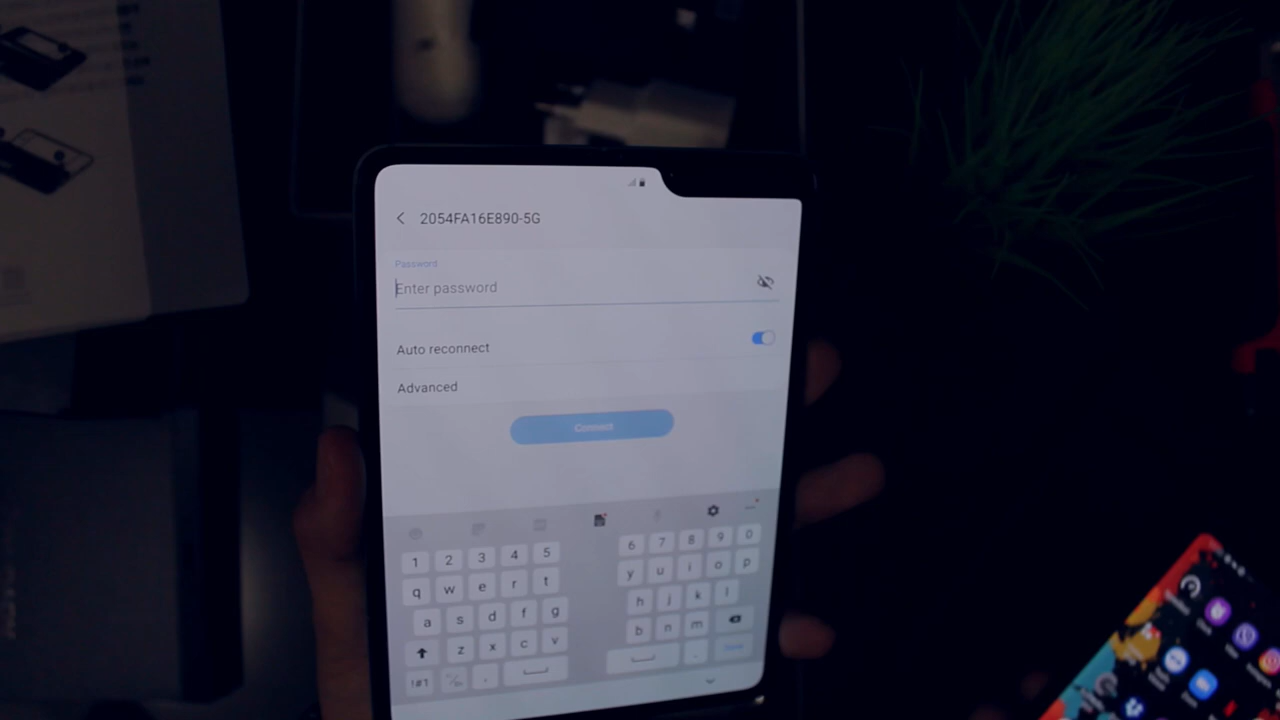 2054FA16E890-5G
Password
Enter password
Auto reconnect
Advanced
Connect
1 2 3 4 5 6 7 8 9 0
q w e r t y u i o p
a s d f g h j k l
z x c v b n m
!#1 , .